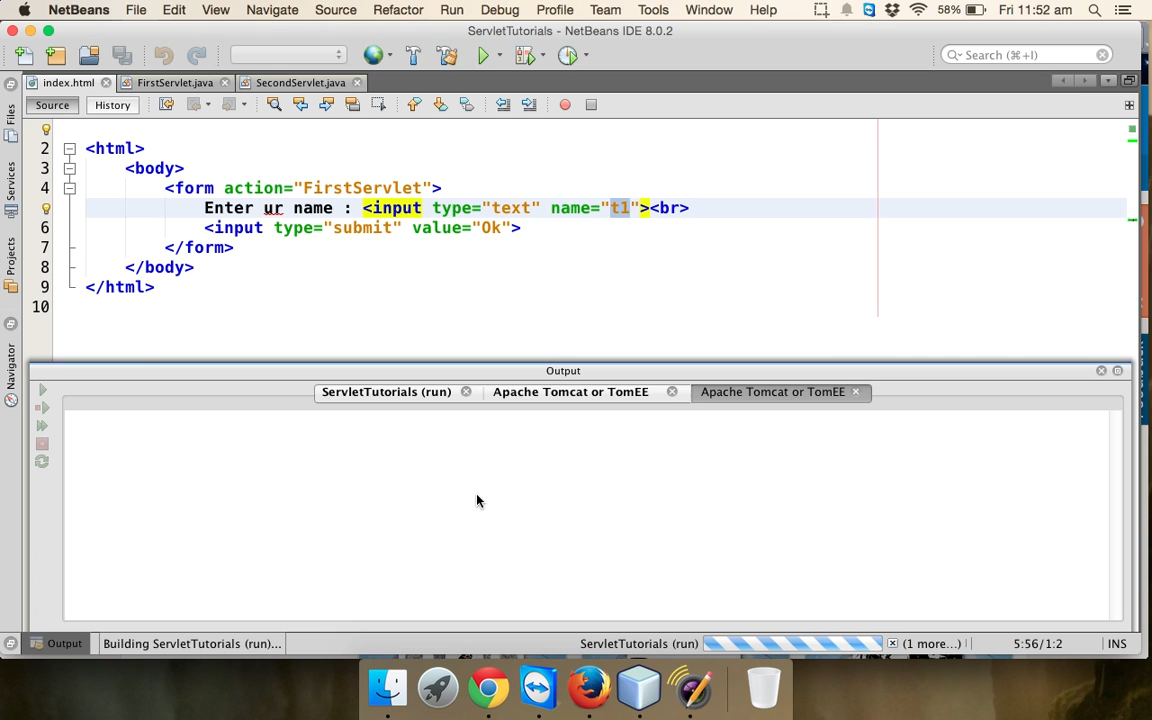 NetBeans File Edit View Navigate Source Refactor Run Debug Profile Team Tools Window Help 58% Fri 11:52 am
ServletTutorials - NetBeans IDE 8.0.2
Search (⌘+I)
index.html FirstServlet.java SecondServlet.java
Source History
Files
Services
Projects
Navigator
2 <html>
3 <body>
4 <form action="FirstServlet">
Enter ur name : <input type="text" name="t1"><br>
6 <input type="submit" value="Ok">
7 </form>
8 </body>
9 </html>
10
Output
ServletTutorials (run) Apache Tomcat or TomEE Apache Tomcat or TomEE
Output Building ServletTutorials (run)... ServletTutorials (run) (1 more...) 5:56/1:2 INS